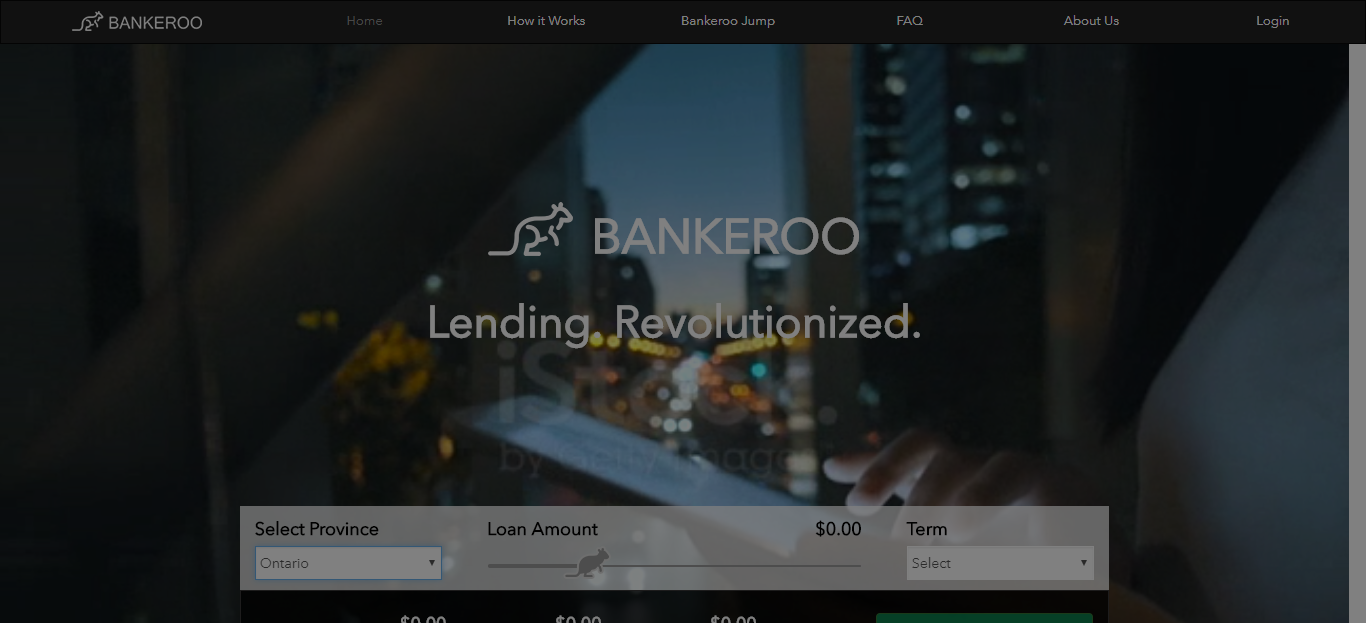 BANKEROO Home How it Works Bankeroo Jump FAQ About Us Login
BANKEROO
Lending. Revolutionized.
iStock.
by Getty Images
Select Province Loan Amount $0.00 Term
Ontario Select
$0.00 $0.00 $0.00